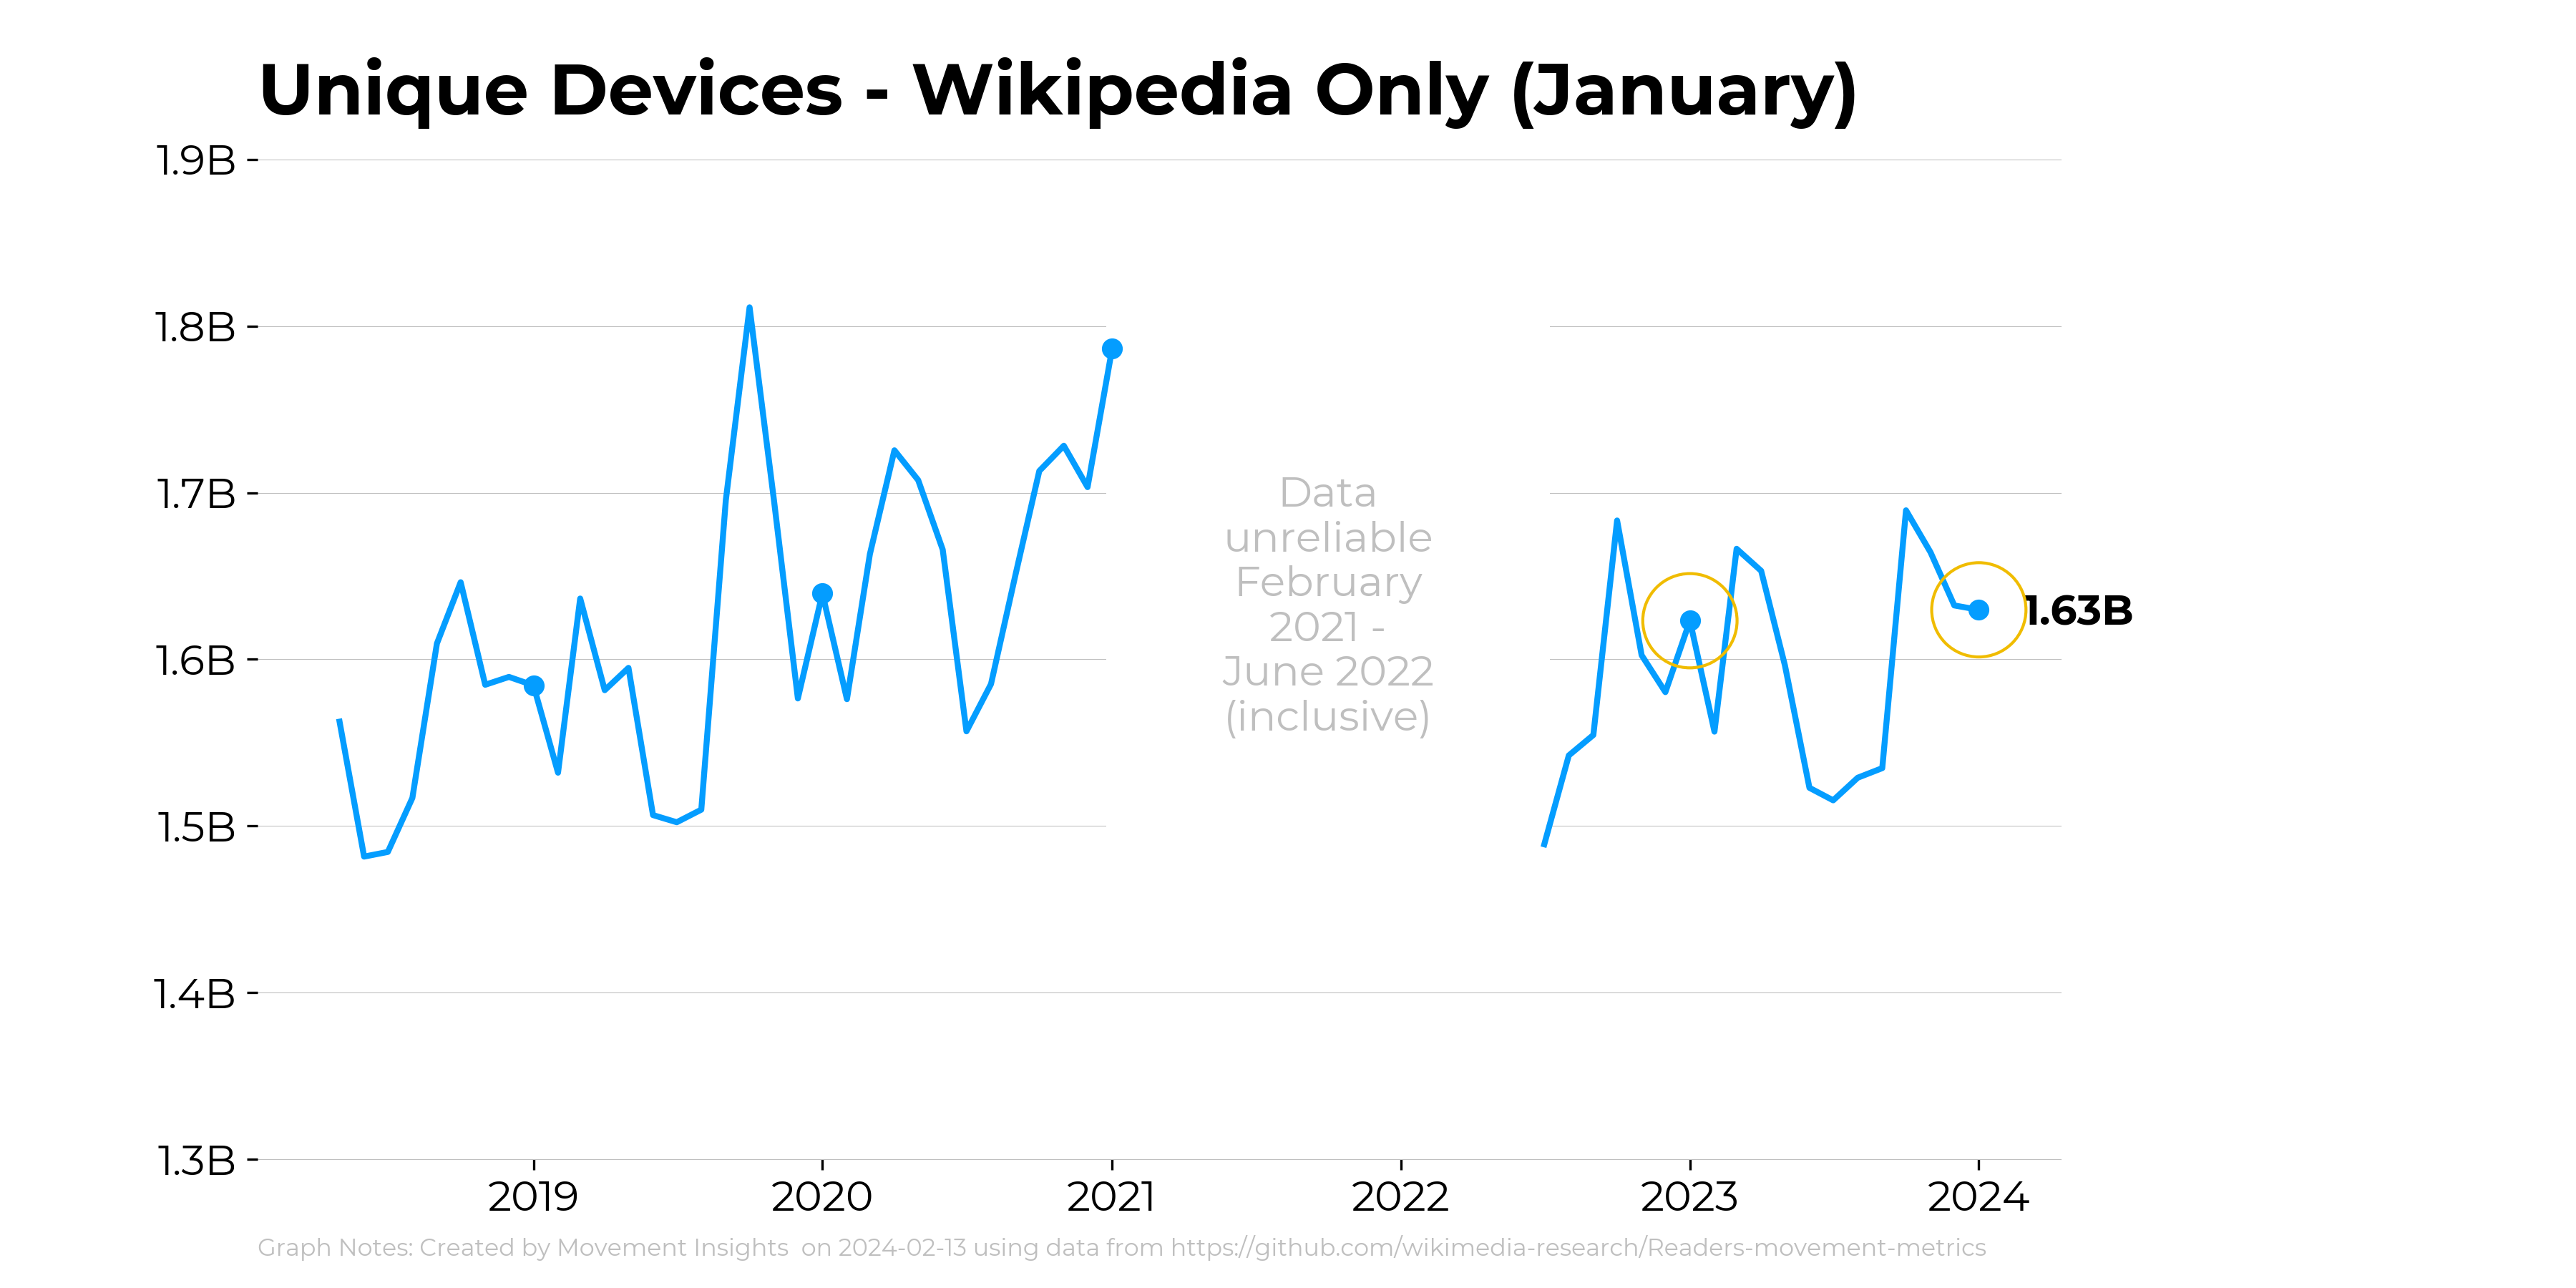 Unique Devices - Wikipedia Only (January)
1.9B
1.8B
1.7B
1.6B
1.5B
1.4B
1.3B
Data
unreliable
February
2021 -
June 2022
(inclusive)
1.63B
2019
2020
2021
2022
2023
2024
Graph Notes: Created by Movement Insights  on 2024-02-13 using data from https://github.com/wikimedia-research/Readers-movement-metrics